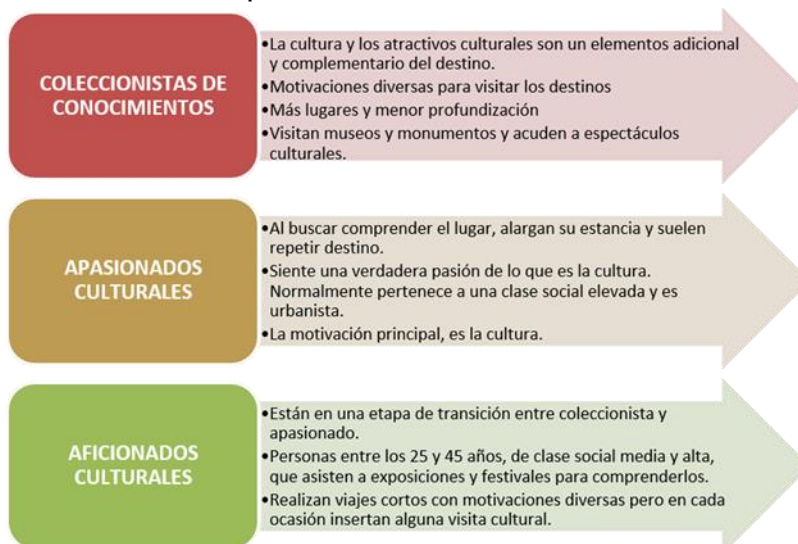 COLECCIONISTAS DE
CONOCIMIENTOS
•La cultura y los atractivos culturales son un elementos adicional
y complementario del destino.
•Motivaciones diversas para visitar los destinos
•Más lugares y menor profundización
•Visitan museos y monumentos y acuden a espectáculos
culturales.
APASIONADOS
CULTURALES
•Al buscar comprender el lugar, alargan su estancia y suelen
repetir destino.
•Siente una verdadera pasión de lo que es la cultura.
Normalmente pertenece a una clase social elevada y es
urbanista.
•La motivación principal, es la cultura.
AFICIONADOS
CULTURALES
•Están en una etapa de transición entre coleccionista y
apasionado.
•Personas entre los 25 y 45 años, de clase social media y alta,
que asisten a exposiciones y festivales para comprenderlos.
•Realizan viajes cortos con motivaciones diversas pero en cada
ocasión insertan alguna visita cultural.